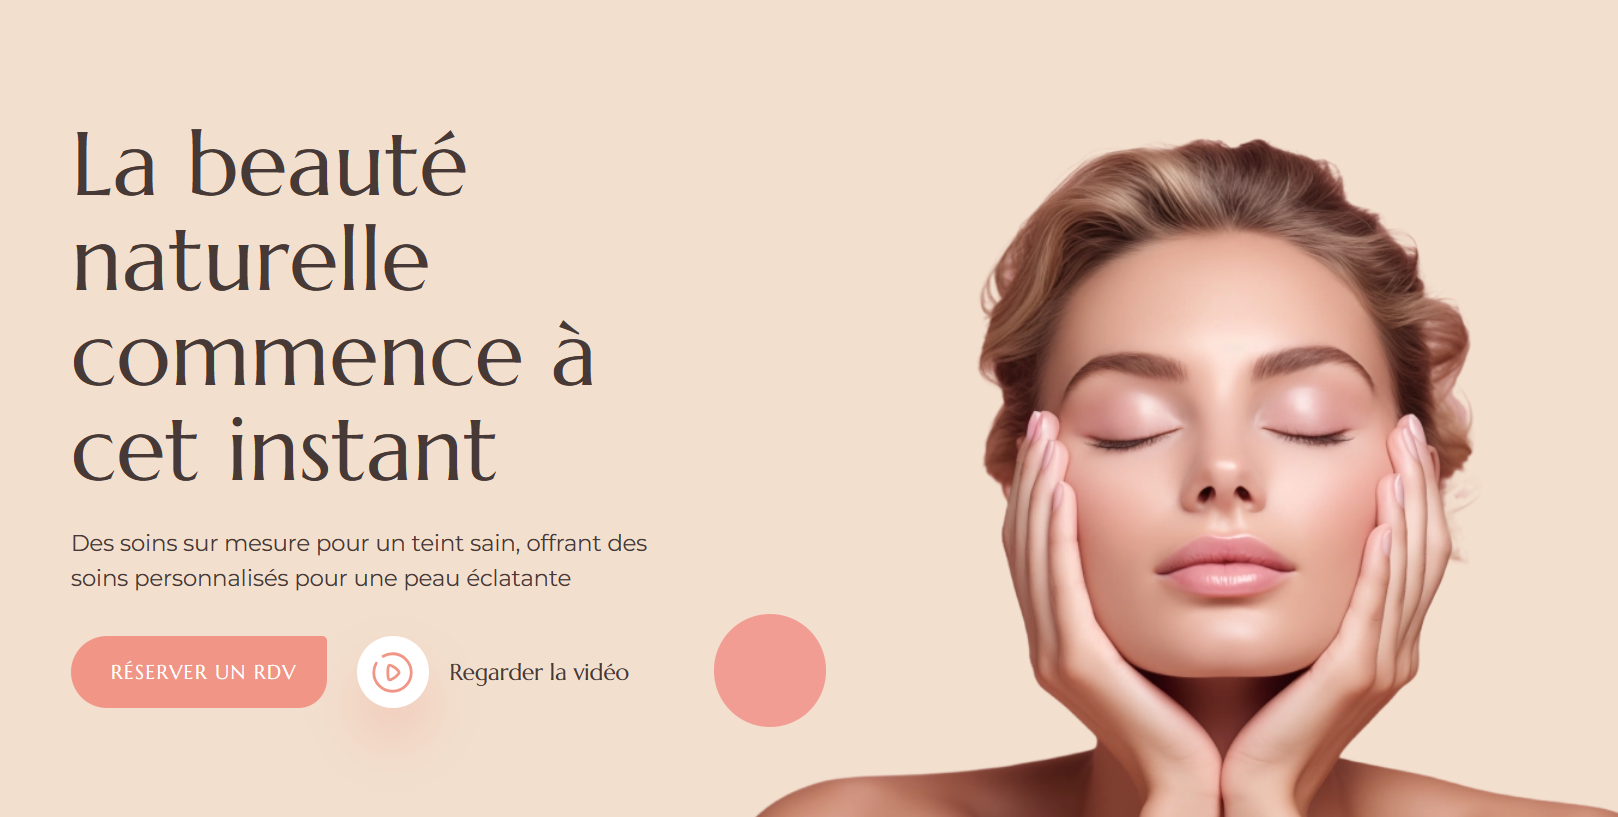 La beauté
naturelle
commence à
cet instant
Des soins sur mesure pour un teint sain, offrant des
soins personnalisés pour une peau éclatante
RÉSERVER UN RDV
Regarder la vidéo